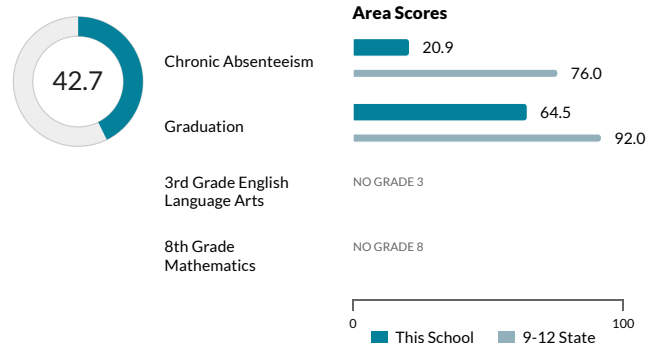 Area Scores
42.7
Chronic Absenteeism
20.9
76.0
Graduation
64.5
92.0
3rd Grade English
Language Arts
NO GRADE 3
8th Grade
Mathematics
NO GRADE 8
0
100
This School
9-12 State